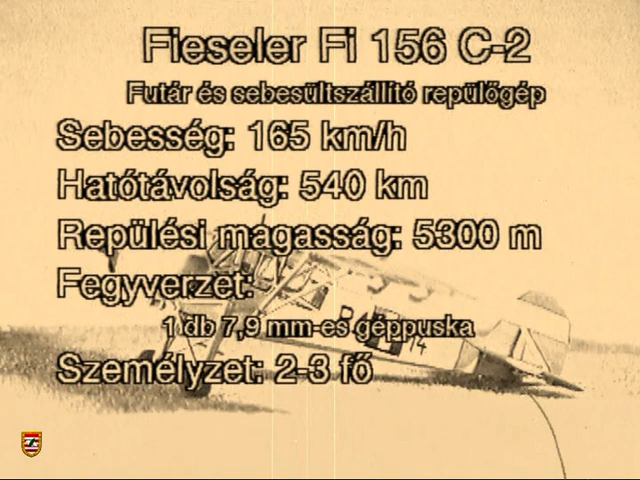 Fieseler Fi 156 C-2
Futár és sebesültszállító repülőgép
Sebesség: 165 km/h
Hatótávolság: 540 km
Repülési magasság: 5300 m
Fegyverzet:
1 db 7,9 mm-es géppuska
Személyzet: 2-3 fő
14